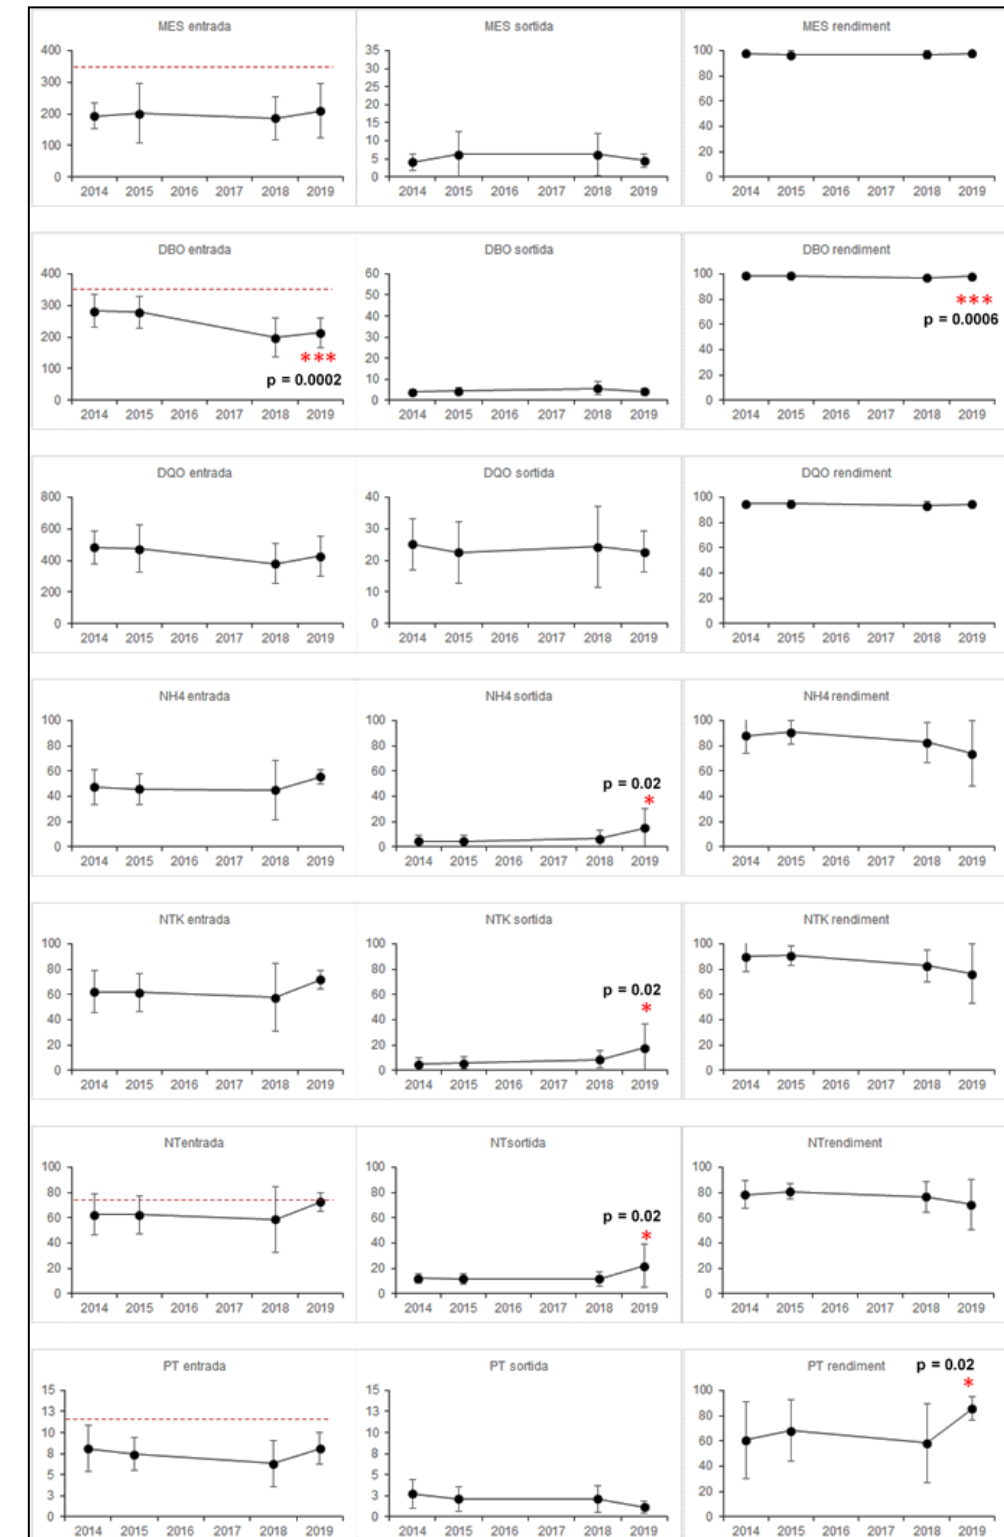 MES entrada
400
300
200
100
0
2014 2015 2016 2017 2018 2019
MES sortida
35
30
25
20
15
10
5
0
2014 2015 2016 2017 2018 2019
MES rendiment
100
80
60
40
20
0
2014 2015 2016 2017 2018 2019
DBO entrada
400
300
200
100
0
***
p = 0.0002
2014 2015 2016 2017 2018 2019
DBO sortida
60
50
40
30
20
10
0
2014 2015 2016 2017 2018 2019
DBO rendiment
100
80
60
40
20
0
***
p = 0.0006
2014 2015 2016 2017 2018 2019
DQO entrada
800
600
400
200
0
2014 2015 2016 2017 2018 2019
DQO sortida
40
30
20
10
0
2014 2015 2016 2017 2018 2019
DQO rendiment
100
80
60
40
20
0
2014 2015 2016 2017 2018 2019
NH4 entrada
100
80
60
40
20
0
2014 2015 2016 2017 2018 2019
NH4 sortida
100
80
60
40
20
0
p = 0.02
*
2014 2015 2016 2017 2018 2019
NH4 rendiment
100
80
60
40
20
0
2014 2015 2016 2017 2018 2019
NTK entrada
100
80
60
40
20
0
2014 2015 2016 2017 2018 2019
NTK sortida
100
80
60
40
20
0
p = 0.02
*
2014 2015 2016 2017 2018 2019
NTK rendiment
100
80
60
40
20
0
2014 2015 2016 2017 2018 2019
NTentrada
100
80
60
40
20
0
2014 2015 2016 2017 2018 2019
NTsortida
100
80
60
40
20
0
p = 0.02
*
2014 2015 2016 2017 2018 2019
NTrendiment
100
80
60
40
20
0
2014 2015 2016 2017 2018 2019
PT entrada
15
13
10
8
5
3
0
2014 2015 2016 2017 2018 2019
PT sortida
15
13
10
8
5
3
0
2014 2015 2016 2017 2018 2019
PT rendiment
p = 0.02
*
100
80
60
40
20
0
2014 2015 2016 2017 2018 2019